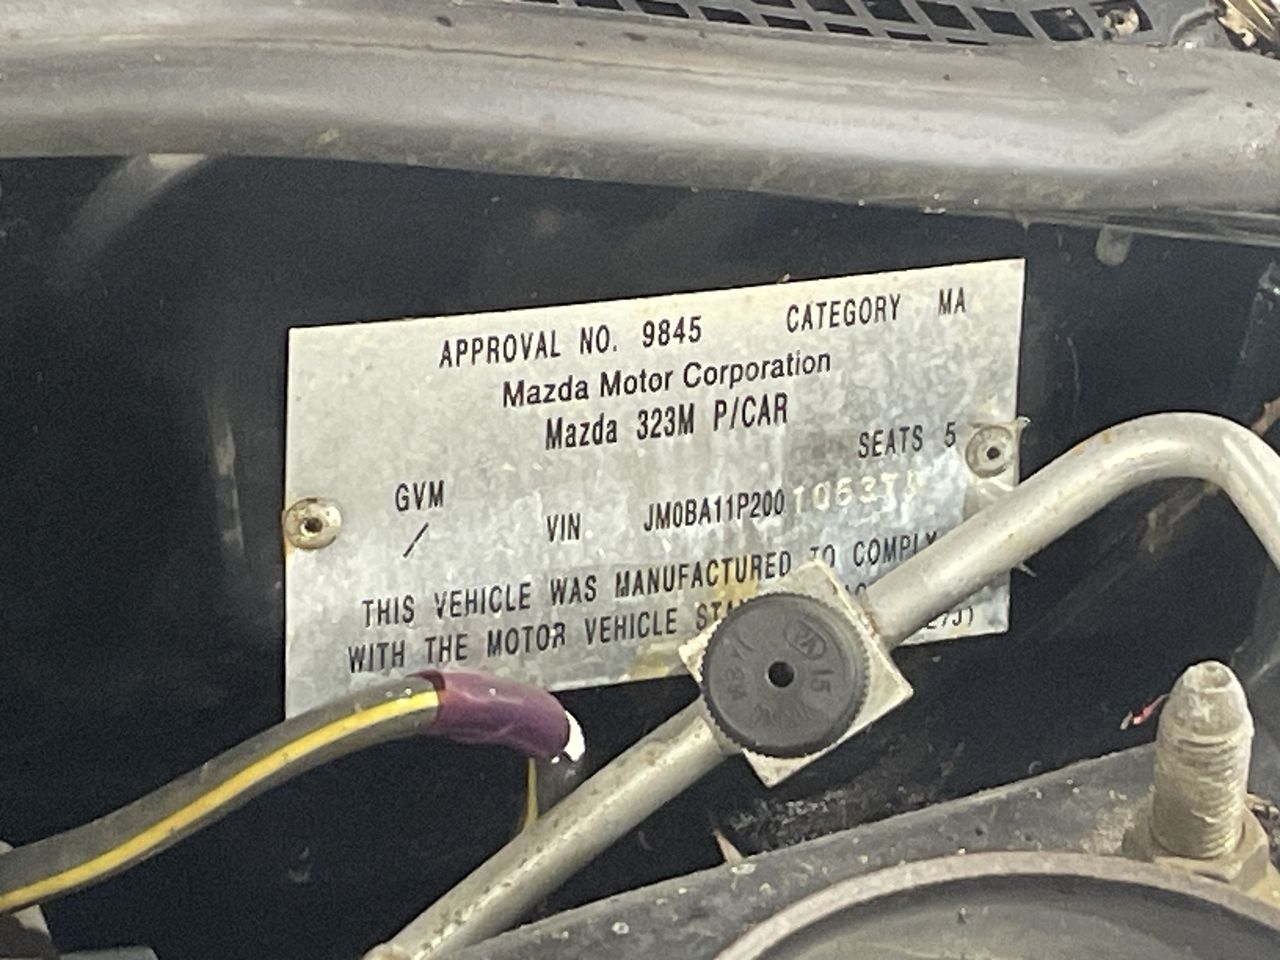 APPROVAL NO. 9845 CATEGORY MA
Mazda Motor Corporation
Mazda 323M P/CAR
SEATS 5
GVM
/
VIN JM0BA11P200
THIS VEHICLE WAS MANUFACTURED TO COMPLY
WITH THE MOTOR VEHICLE
15